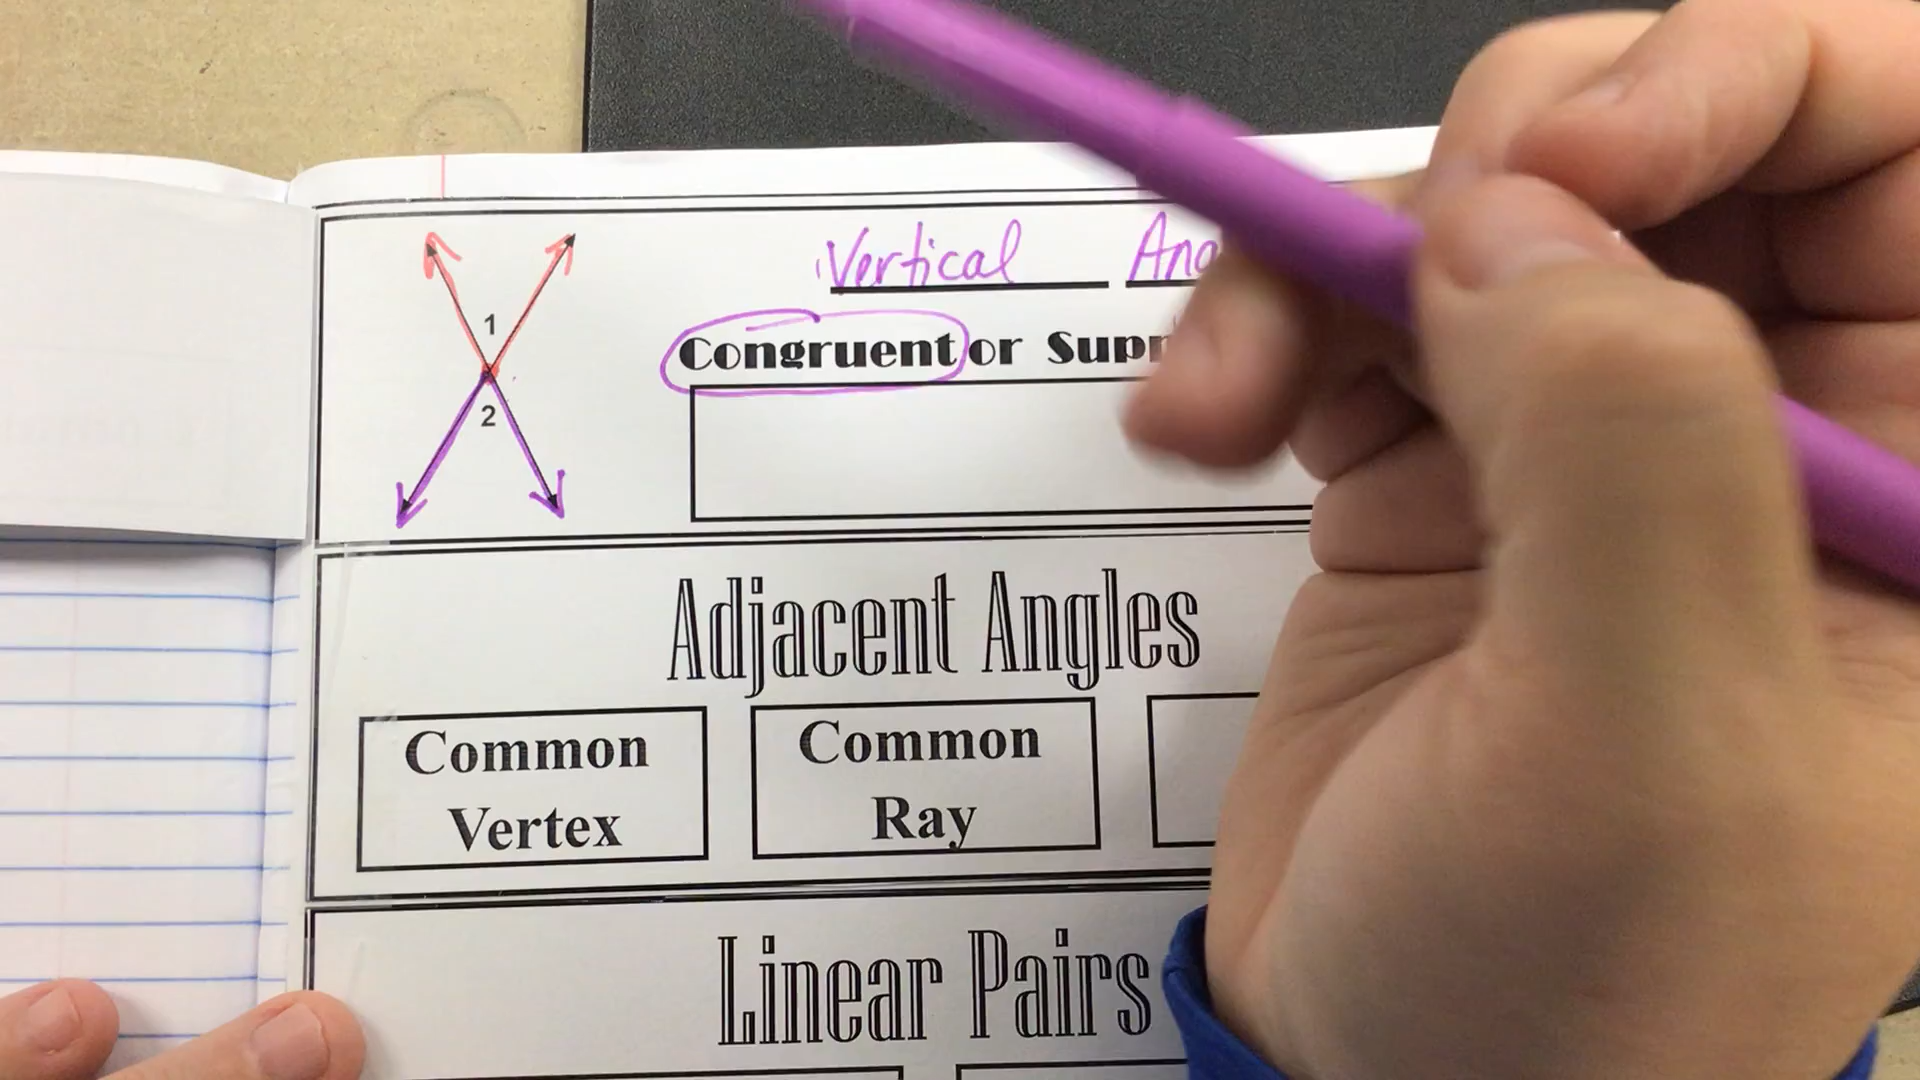 Vertical
1
Congruent or
2
Adjacent Angles
Common Common
Vertex Ray
Linear Pairs